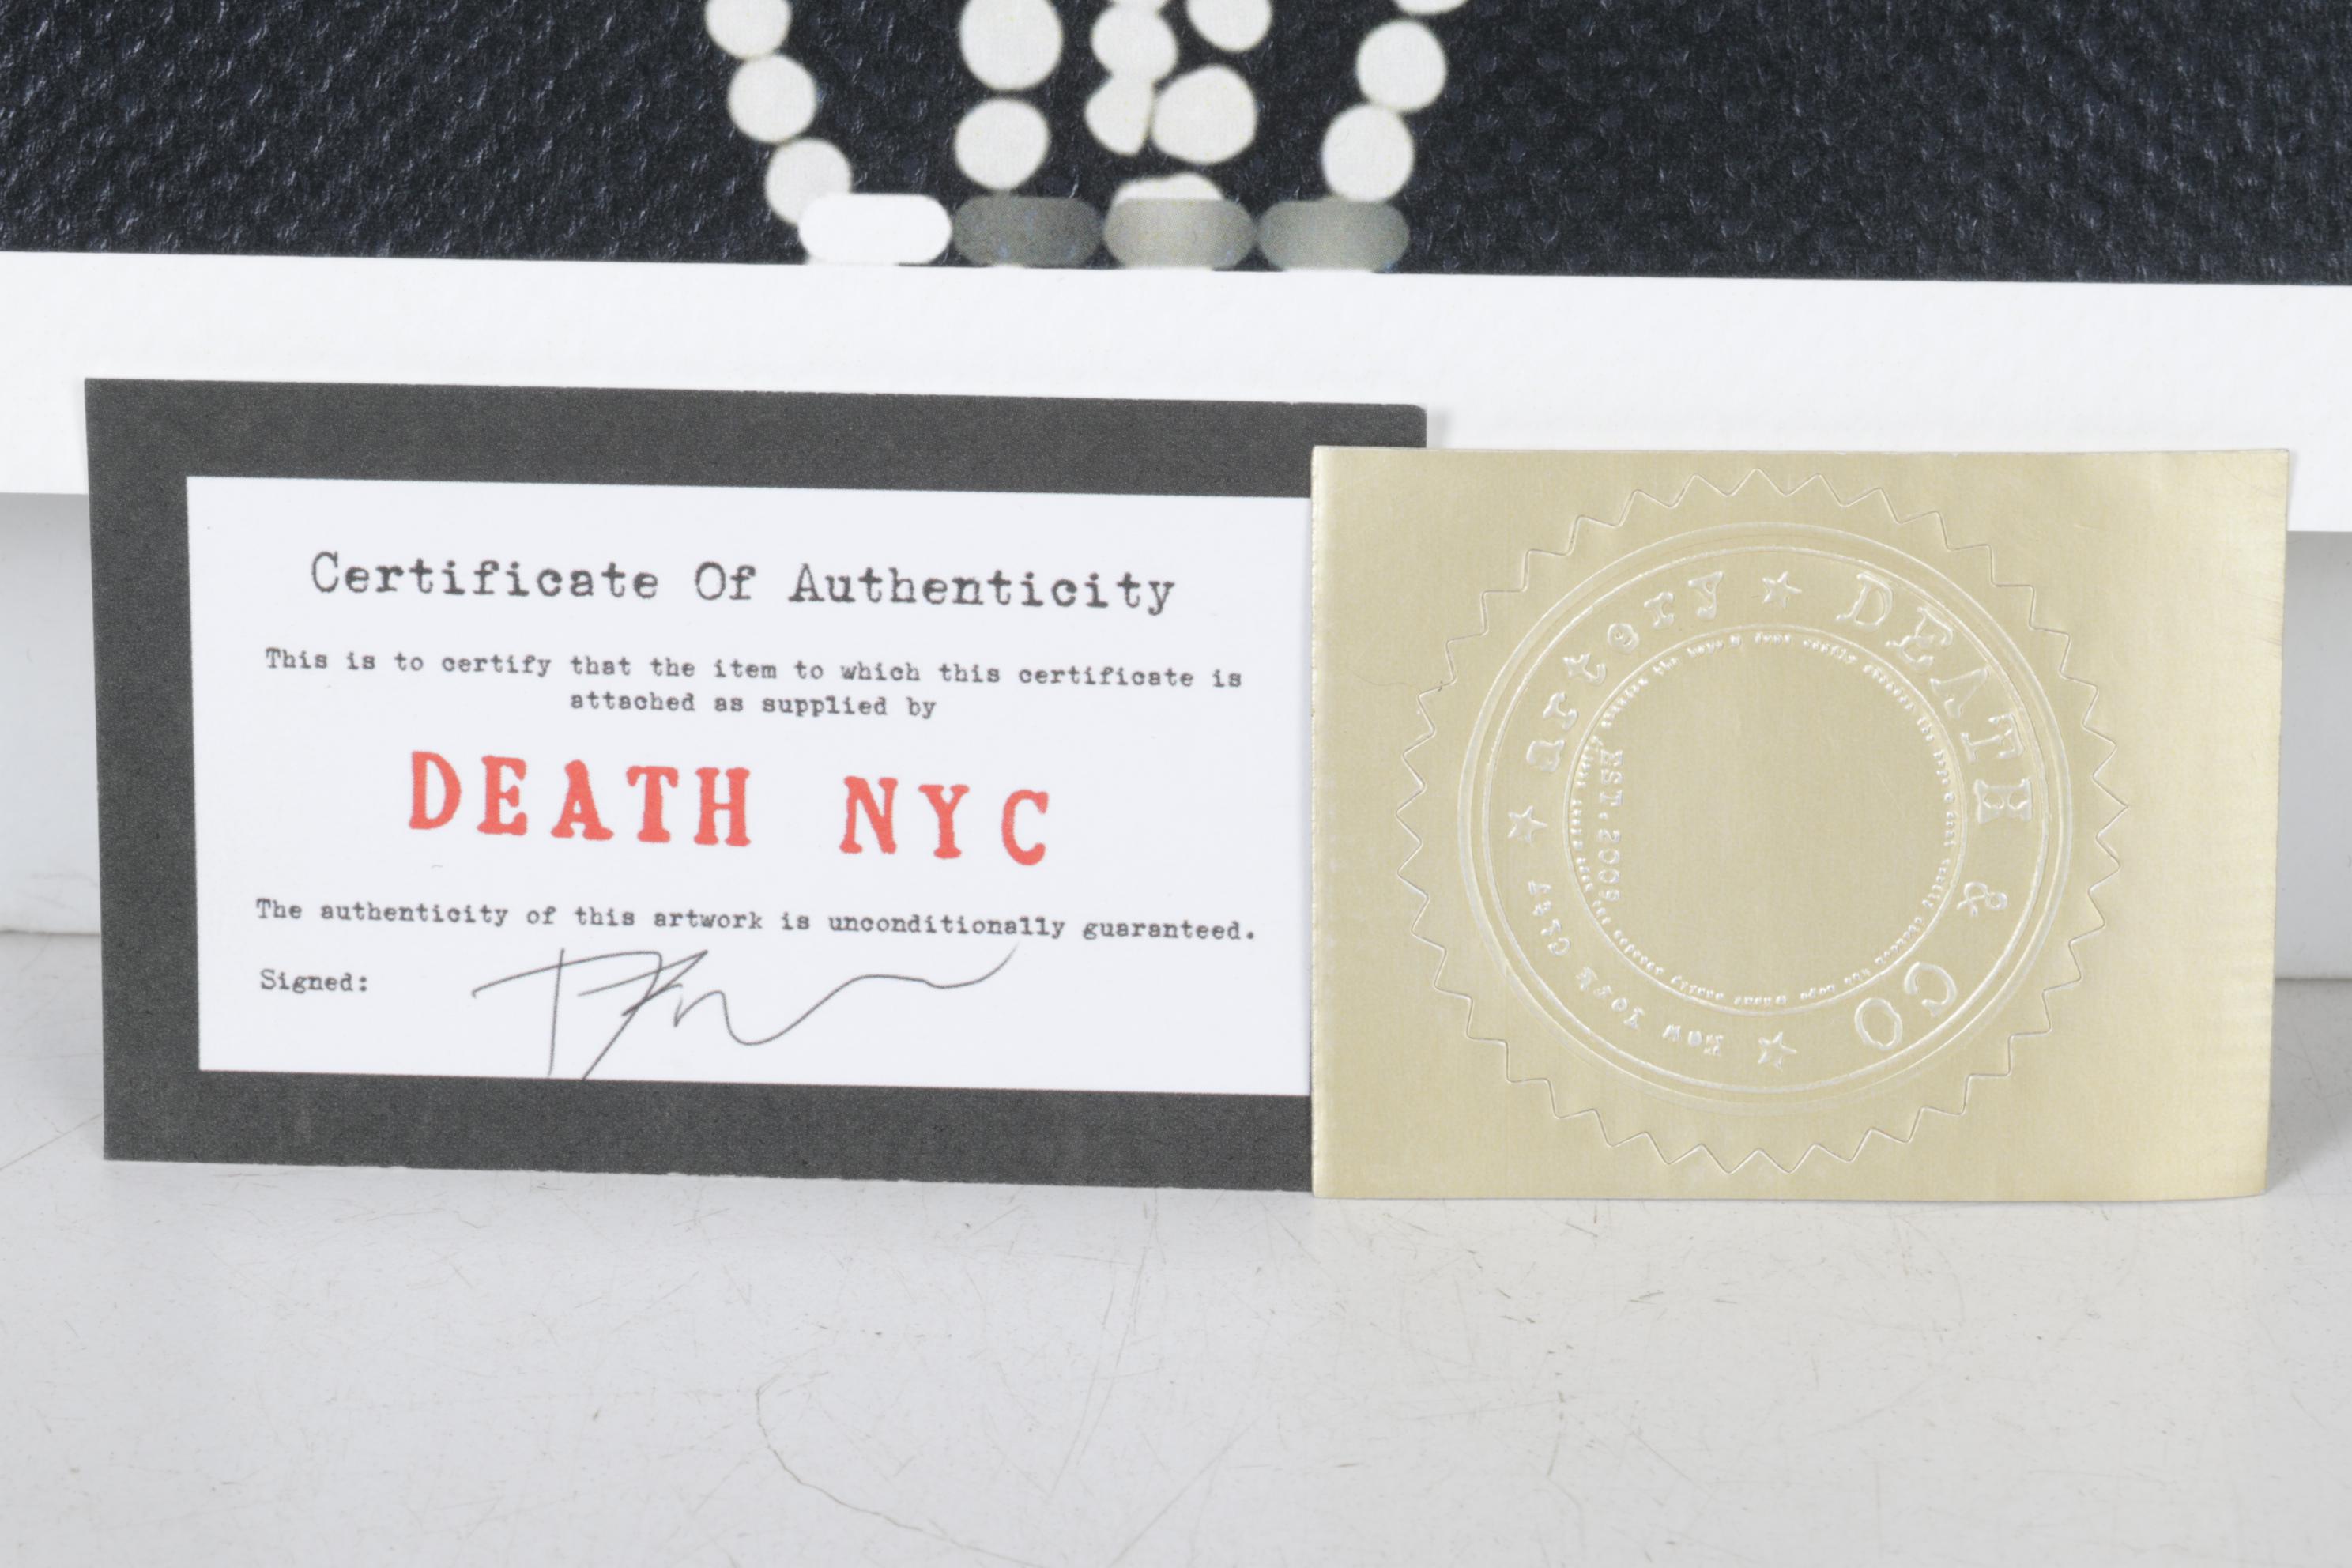 Certificate Of Authenticity
This is to certify that the item to which this certificate is
attached as supplied by
DEATH NYC
The authenticity of this artwork is unconditionally guaranteed.
Signed:
artery ☆ DEATH & CO ☆ New York City ☆
EST. 2009